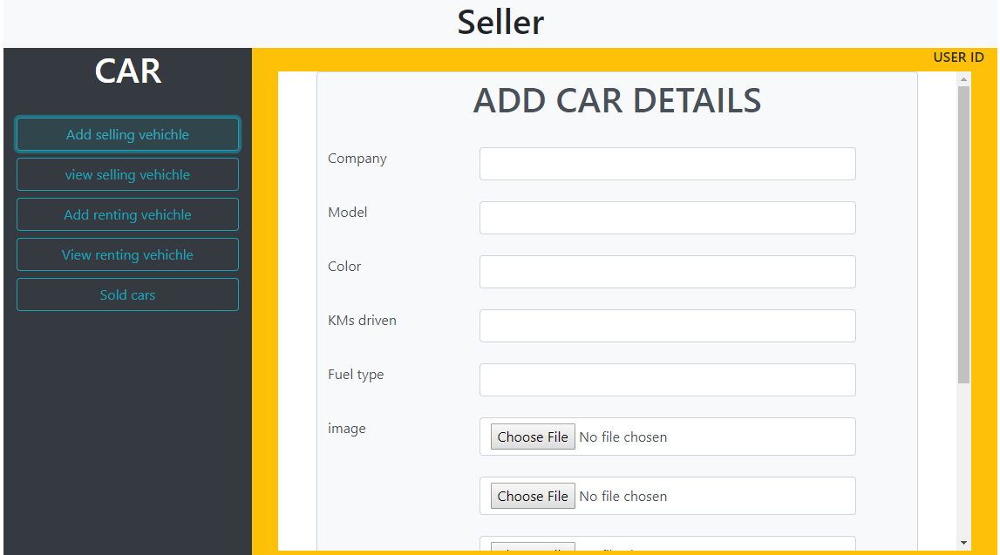 Seller
CAR
USER ID
Add selling vehichle
view selling vehichle
Add renting vehichle
View renting vehichle
Sold cars
ADD CAR DETAILS
Company
Model
Color
KMs driven
Fuel type
image
Choose File No file chosen
Choose File No file chosen